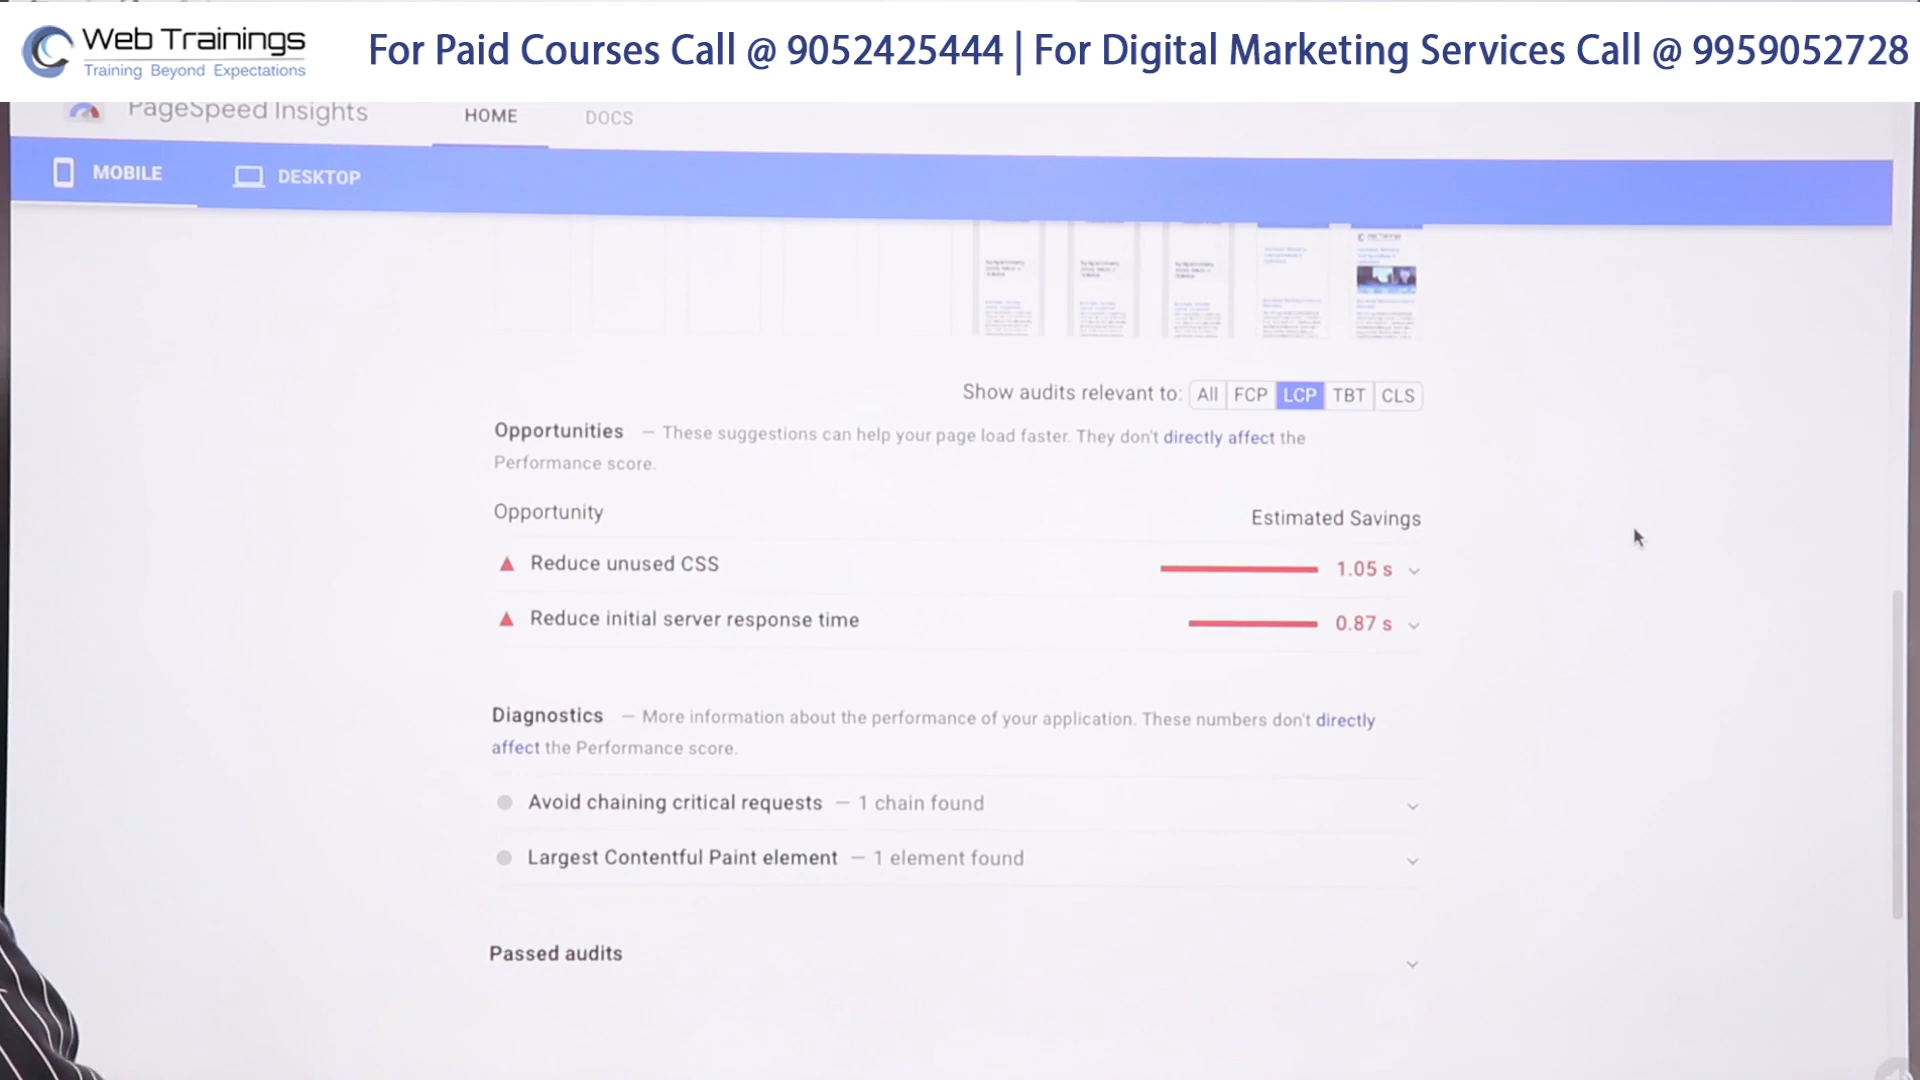 Web Trainings
Training Beyond Expectations
For Paid Courses Call @ 9052425444 | For Digital Marketing Services Call @ 9959052728
PageSpeed Insights
HOME
DOCS
MOBILE
DESKTOP
Show audits relevant to: All FCP LCP TBT CLS
Opportunities — These suggestions can help your page load faster. They don't directly affect the
Performance score.
Opportunity
Estimated Savings
Reduce unused CSS
1.05 s
Reduce initial server response time
0.87 s
Diagnostics — More information about the performance of your application. These numbers don't directly
affect the Performance score.
Avoid chaining critical requests — 1 chain found
Largest Contentful Paint element — 1 element found
Passed audits